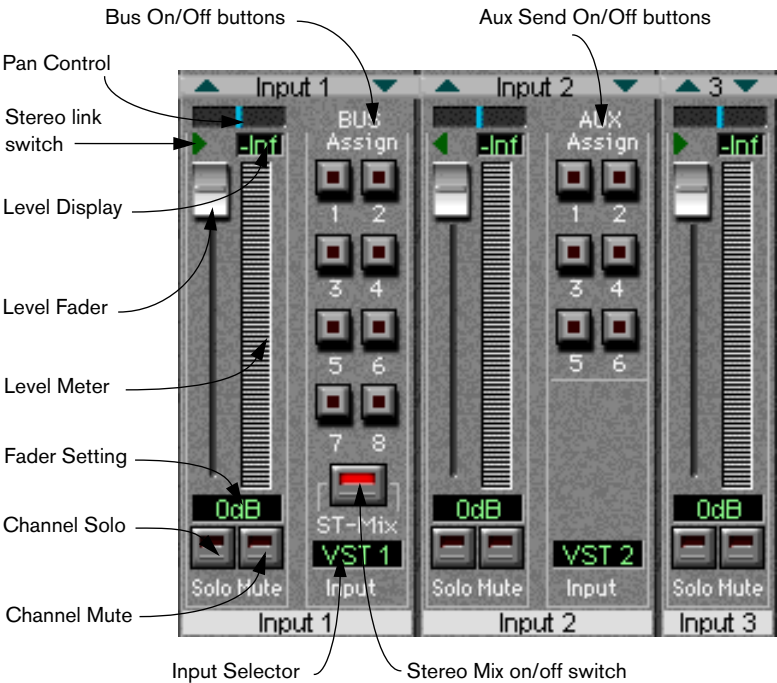 Bus On/Off buttons
Aux Send On/Off buttons
Pan Control
Stereo link
switch
Level Display
Level Fader
Level Meter
Fader Setting
Channel Solo
Channel Mute
Input Selector
Stereo Mix on/off switch
Input 1
BUS
Assign
-Inf
1 2
3 4
5 6
7 8
ST-Mix
0dB
VST 1
Solo Mute
Input
Input 1
Input 2
AUX
Assign
-Inf
1 2
3 4
5 6
0dB
VST 2
Solo Mute
Input
Input 2
3
-Inf
0dB
Solo Mute
Input 3